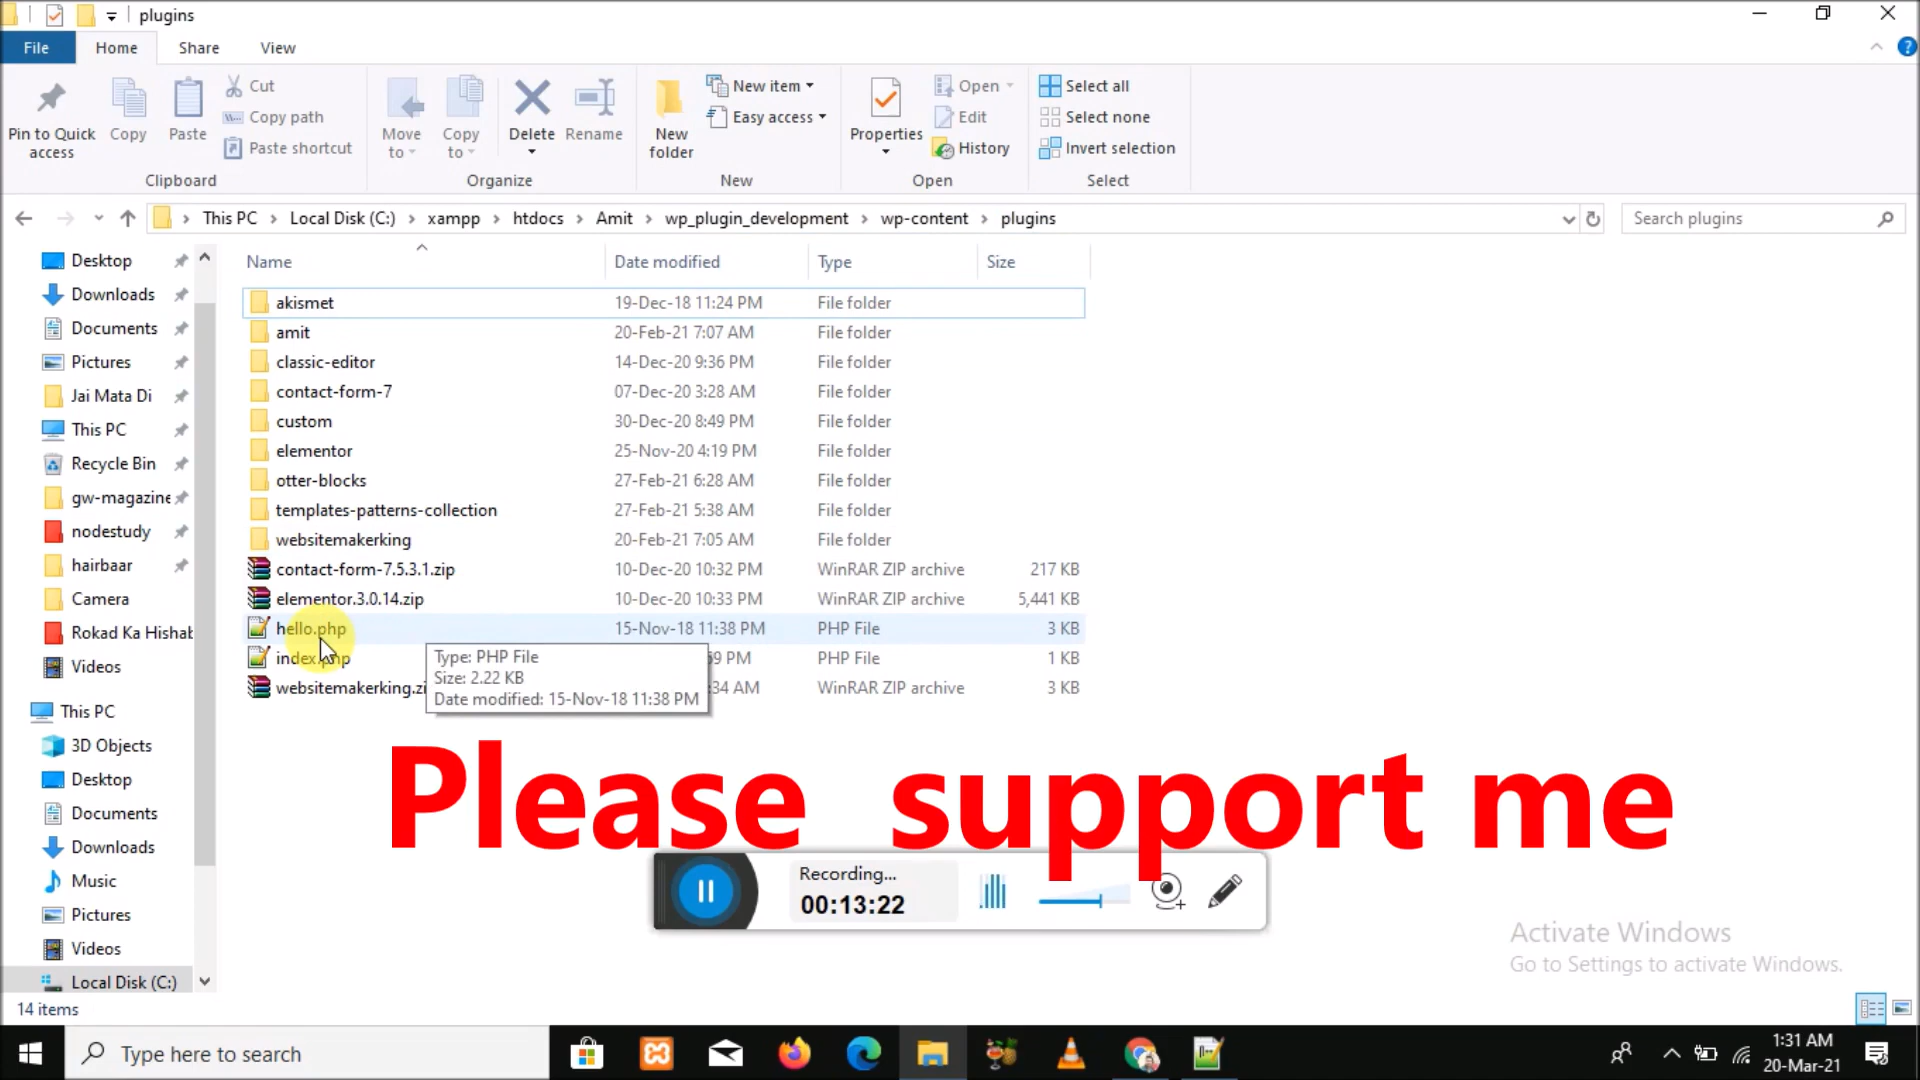 plugins
File Home Share View
Pin to Quick access
Copy
Paste
Cut
Copy path
Paste shortcut
Clipboard
Move to
Copy to
Delete
Rename
Organize
New folder
New item
Easy access
New
Properties
Open
Edit
History
Open
Select all
Select none
Invert selection
Select
This PC > Local Disk (C:) > xampp > htdocs > Amit > wp_plugin_development > wp-content > plugins
Search plugins
Desktop
Downloads
Documents
Pictures
Jai Mata Di
This PC
Recycle Bin
gw-magazine
nodestudy
hairbaar
Camera
Rokad Ka Hishab
Videos
This PC
3D Objects
Desktop
Documents
Downloads
Music
Pictures
Videos
Local Disk (C:)
Name Date modified Type Size
akismet 19-Dec-18 11:24 PM File folder
amit 20-Feb-21 7:07 AM File folder
classic-editor 14-Dec-20 9:36 PM File folder
contact-form-7 07-Dec-20 3:28 AM File folder
custom 30-Dec-20 8:49 PM File folder
elementor 25-Nov-20 4:19 PM File folder
otter-blocks 27-Feb-21 6:28 AM File folder
templates-patterns-collection 27-Feb-21 5:38 AM File folder
websitemakerking 20-Feb-21 7:05 AM File folder
contact-form-7.5.3.1.zip 10-Dec-20 10:32 PM WinRAR ZIP archive 217 KB
elementor.3.0.14.zip 10-Dec-20 10:33 PM WinRAR ZIP archive 5,441 KB
hello.php 15-Nov-18 11:38 PM PHP File 3 KB
index.php 59 PM PHP File 1 KB
websitemakerking.zi :34 AM WinRAR ZIP archive 3 KB
Type: PHP File
Size: 2.22 KB
Date modified: 15-Nov-18 11:38 PM
Please support me
Recording...
00:13:22
Activate Windows
Go to Settings to activate Windows.
14 items
Type here to search
1:31 AM
20-Mar-21